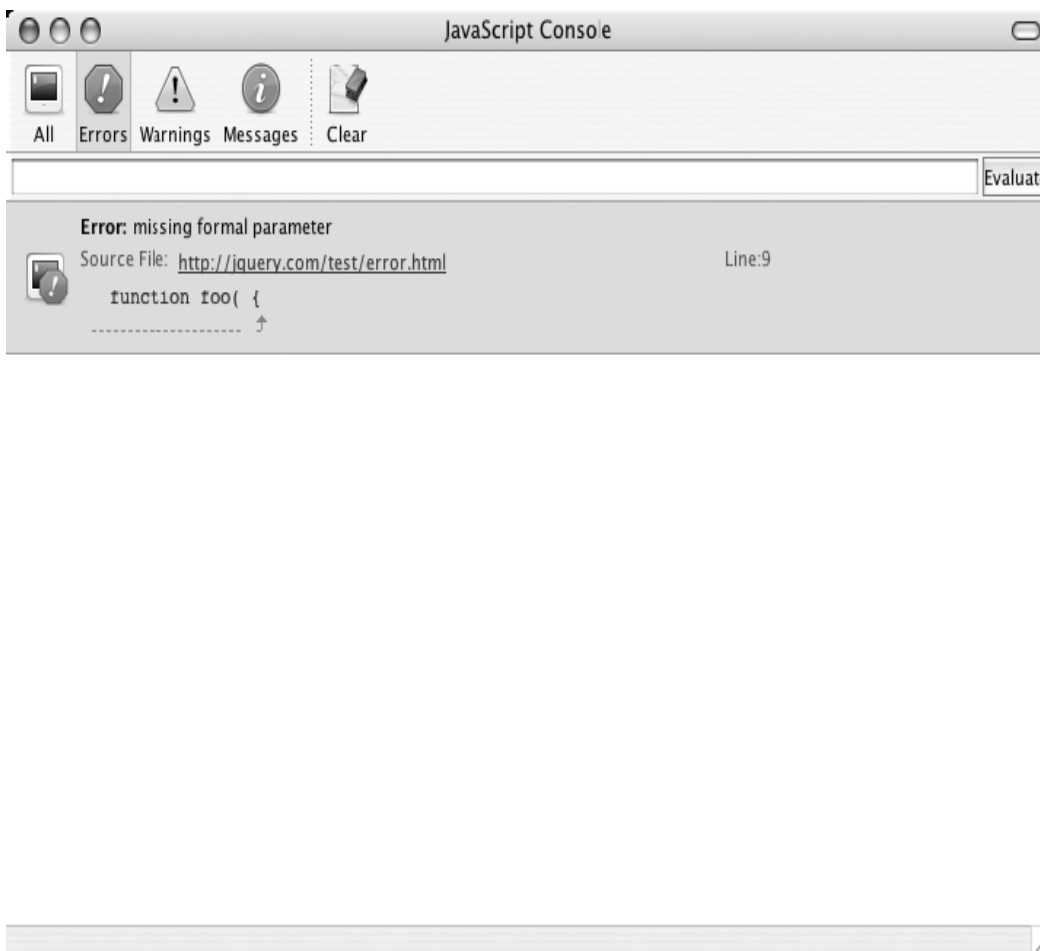 JavaScript Console
All Errors Warnings Messages Clear
Evaluat
Error: missing formal parameter
Source File: http://jquery.com/test/error.html Line:9
function foo( {